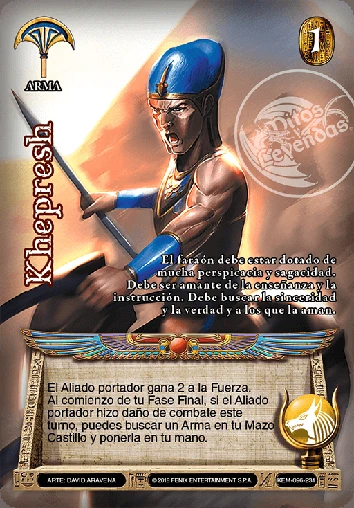 1
ARMA
Mitos y
Leyendas
Khepresh
El faraón debe estar dotado de
mucha perspicacia y sagacidad.
Debe ser amante de la enseñanza y la
instrucción. Debe buscar la sinceridad
y la verdad y a los que la aman.
El Aliado portador gana 2 a la Fuerza.
Al comienzo de tu Fase Final, si el Aliado
portador hizo daño de combate este
turno, puedes buscar un Arma en tu Mazo
Castillo y ponerla en tu mano.
ARTE: DAVID ARAVENA
KEM-096-238